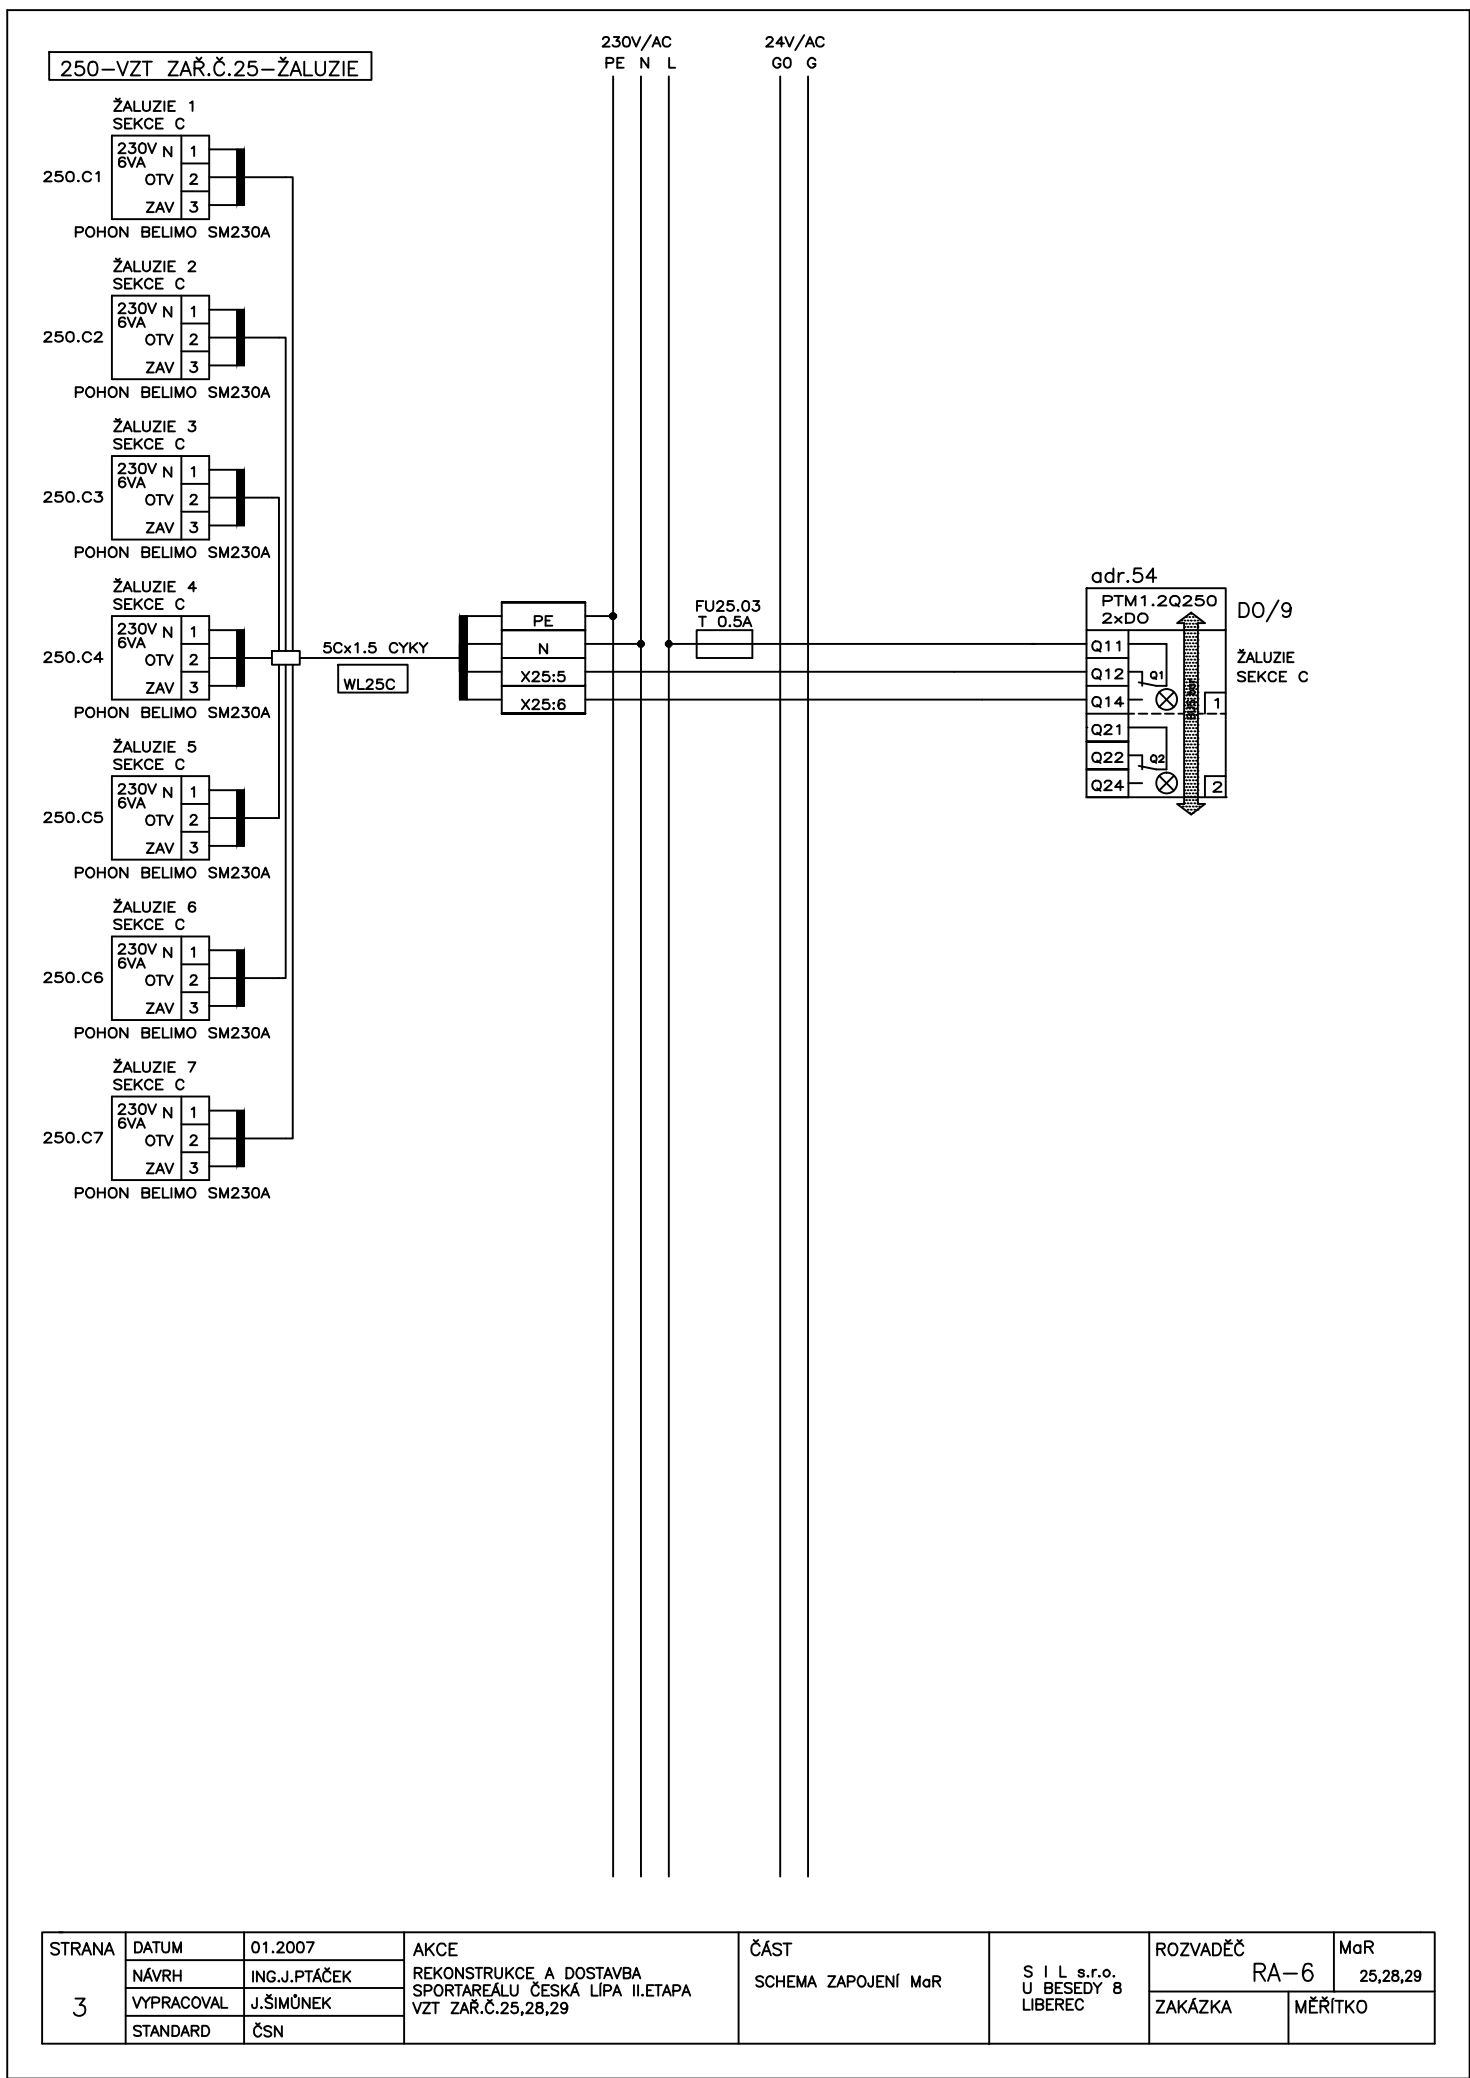 250-VZT ZAŘ.Č.25-ŽALUZIE
230V/AC
PE N L
24V/AC
G0 G
ŽALUZIE 1
SEKCE C
250.C1
230V N 1
6VA
OTV 2
ZAV 3
POHON BELIMO SM230A
ŽALUZIE 2
SEKCE C
250.C2
230V N 1
6VA
OTV 2
ZAV 3
POHON BELIMO SM230A
ŽALUZIE 3
SEKCE C
250.C3
230V N 1
6VA
OTV 2
ZAV 3
POHON BELIMO SM230A
ŽALUZIE 4
SEKCE C
250.C4
230V N 1
6VA
OTV 2
ZAV 3
POHON BELIMO SM230A
ŽALUZIE 5
SEKCE C
250.C5
230V N 1
6VA
OTV 2
ZAV 3
POHON BELIMO SM230A
ŽALUZIE 6
SEKCE C
250.C6
230V N 1
6VA
OTV 2
ZAV 3
POHON BELIMO SM230A
ŽALUZIE 7
SEKCE C
250.C7
230V N 1
6VA
OTV 2
ZAV 3
POHON BELIMO SM230A
5Cx1.5 CYKY
WL25C
PE
N
X25:5
X25:6
FU25.03
T 0.5A
adr.54
PTM1.2Q250
2xDO
DO/9
ŽALUZIE
SEKCE C
Q11
Q12 Q1
Q14 1
Q21
Q22 Q2
Q24 2
STRANA
3
DATUM 01.2007
NÁVRH ING.J.PTÁČEK
VYPRACOVAL J.ŠIMŮNEK
STANDARD ČSN
AKCE
REKONSTRUKCE A DOSTAVBA
SPORTAREÁLU ČESKÁ LÍPA II.ETAPA
VZT ZAŘ.Č.25,28,29
ČÁST
SCHEMA ZAPOJENÍ MaR
S I L s.r.o.
U BESEDY 8
LIBEREC
ROZVADĚČ
RA-6
MaR
25,28,29
ZAKÁZKA
MĚŘÍTKO